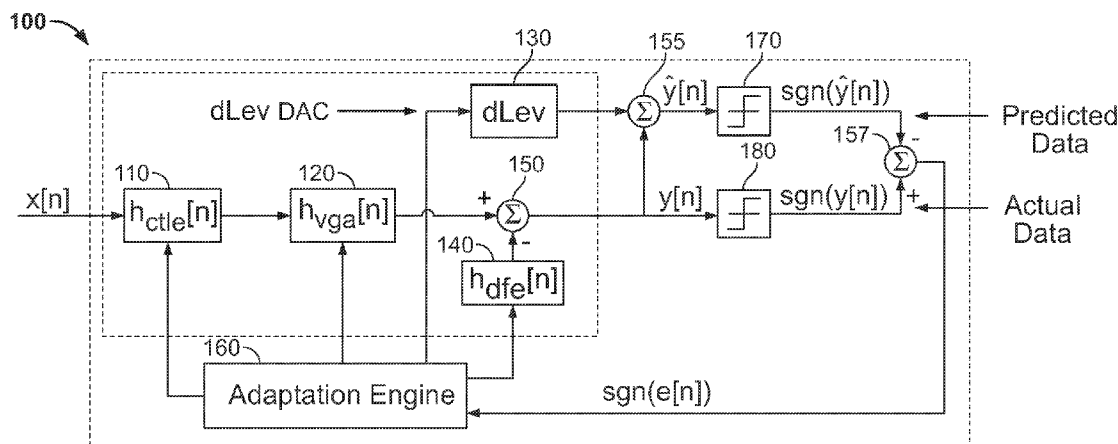 100
130
155
170
dLev DAC
dLev
ŷ[n]
sgn(ŷ[n])
Σ
-
Predicted
Data
157
Σ
110
120
150
180
x[n]
h_ctle[n]
h_vga[n]
+
Σ
-
y[n]
sgn(y[n])
+
Actual
Data
140
h_dfe[n]
160
Adaptation Engine
sgn(e[n])